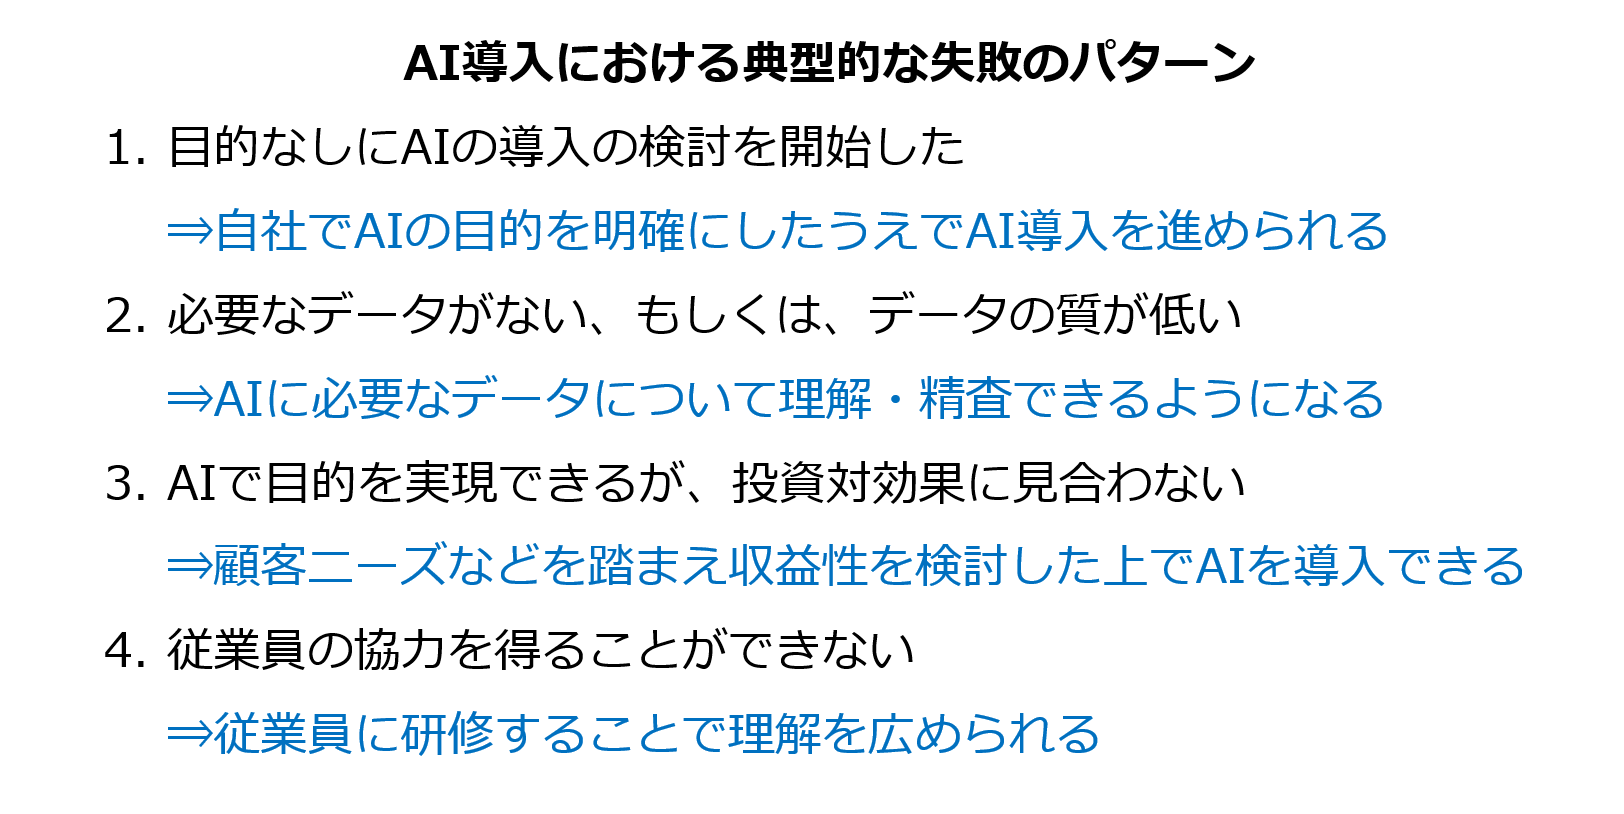 AI導入における典型的な失敗のパターン
1. 目的なしにAIの導入の検討を開始した
⇒自社でAIの目的を明確にしたうえでAI導入を進められる
2. 必要なデータがない、もしくは、データの質が低い
⇒AIに必要なデータについて理解・精査できるようになる
3. AIで目的を実現できるが、投資対効果に見合わない
⇒顧客ニーズなどを踏まえ収益性を検討した上でAIを導入できる
4. 従業員の協力を得ることができない
⇒従業員に研修することで理解を広められる